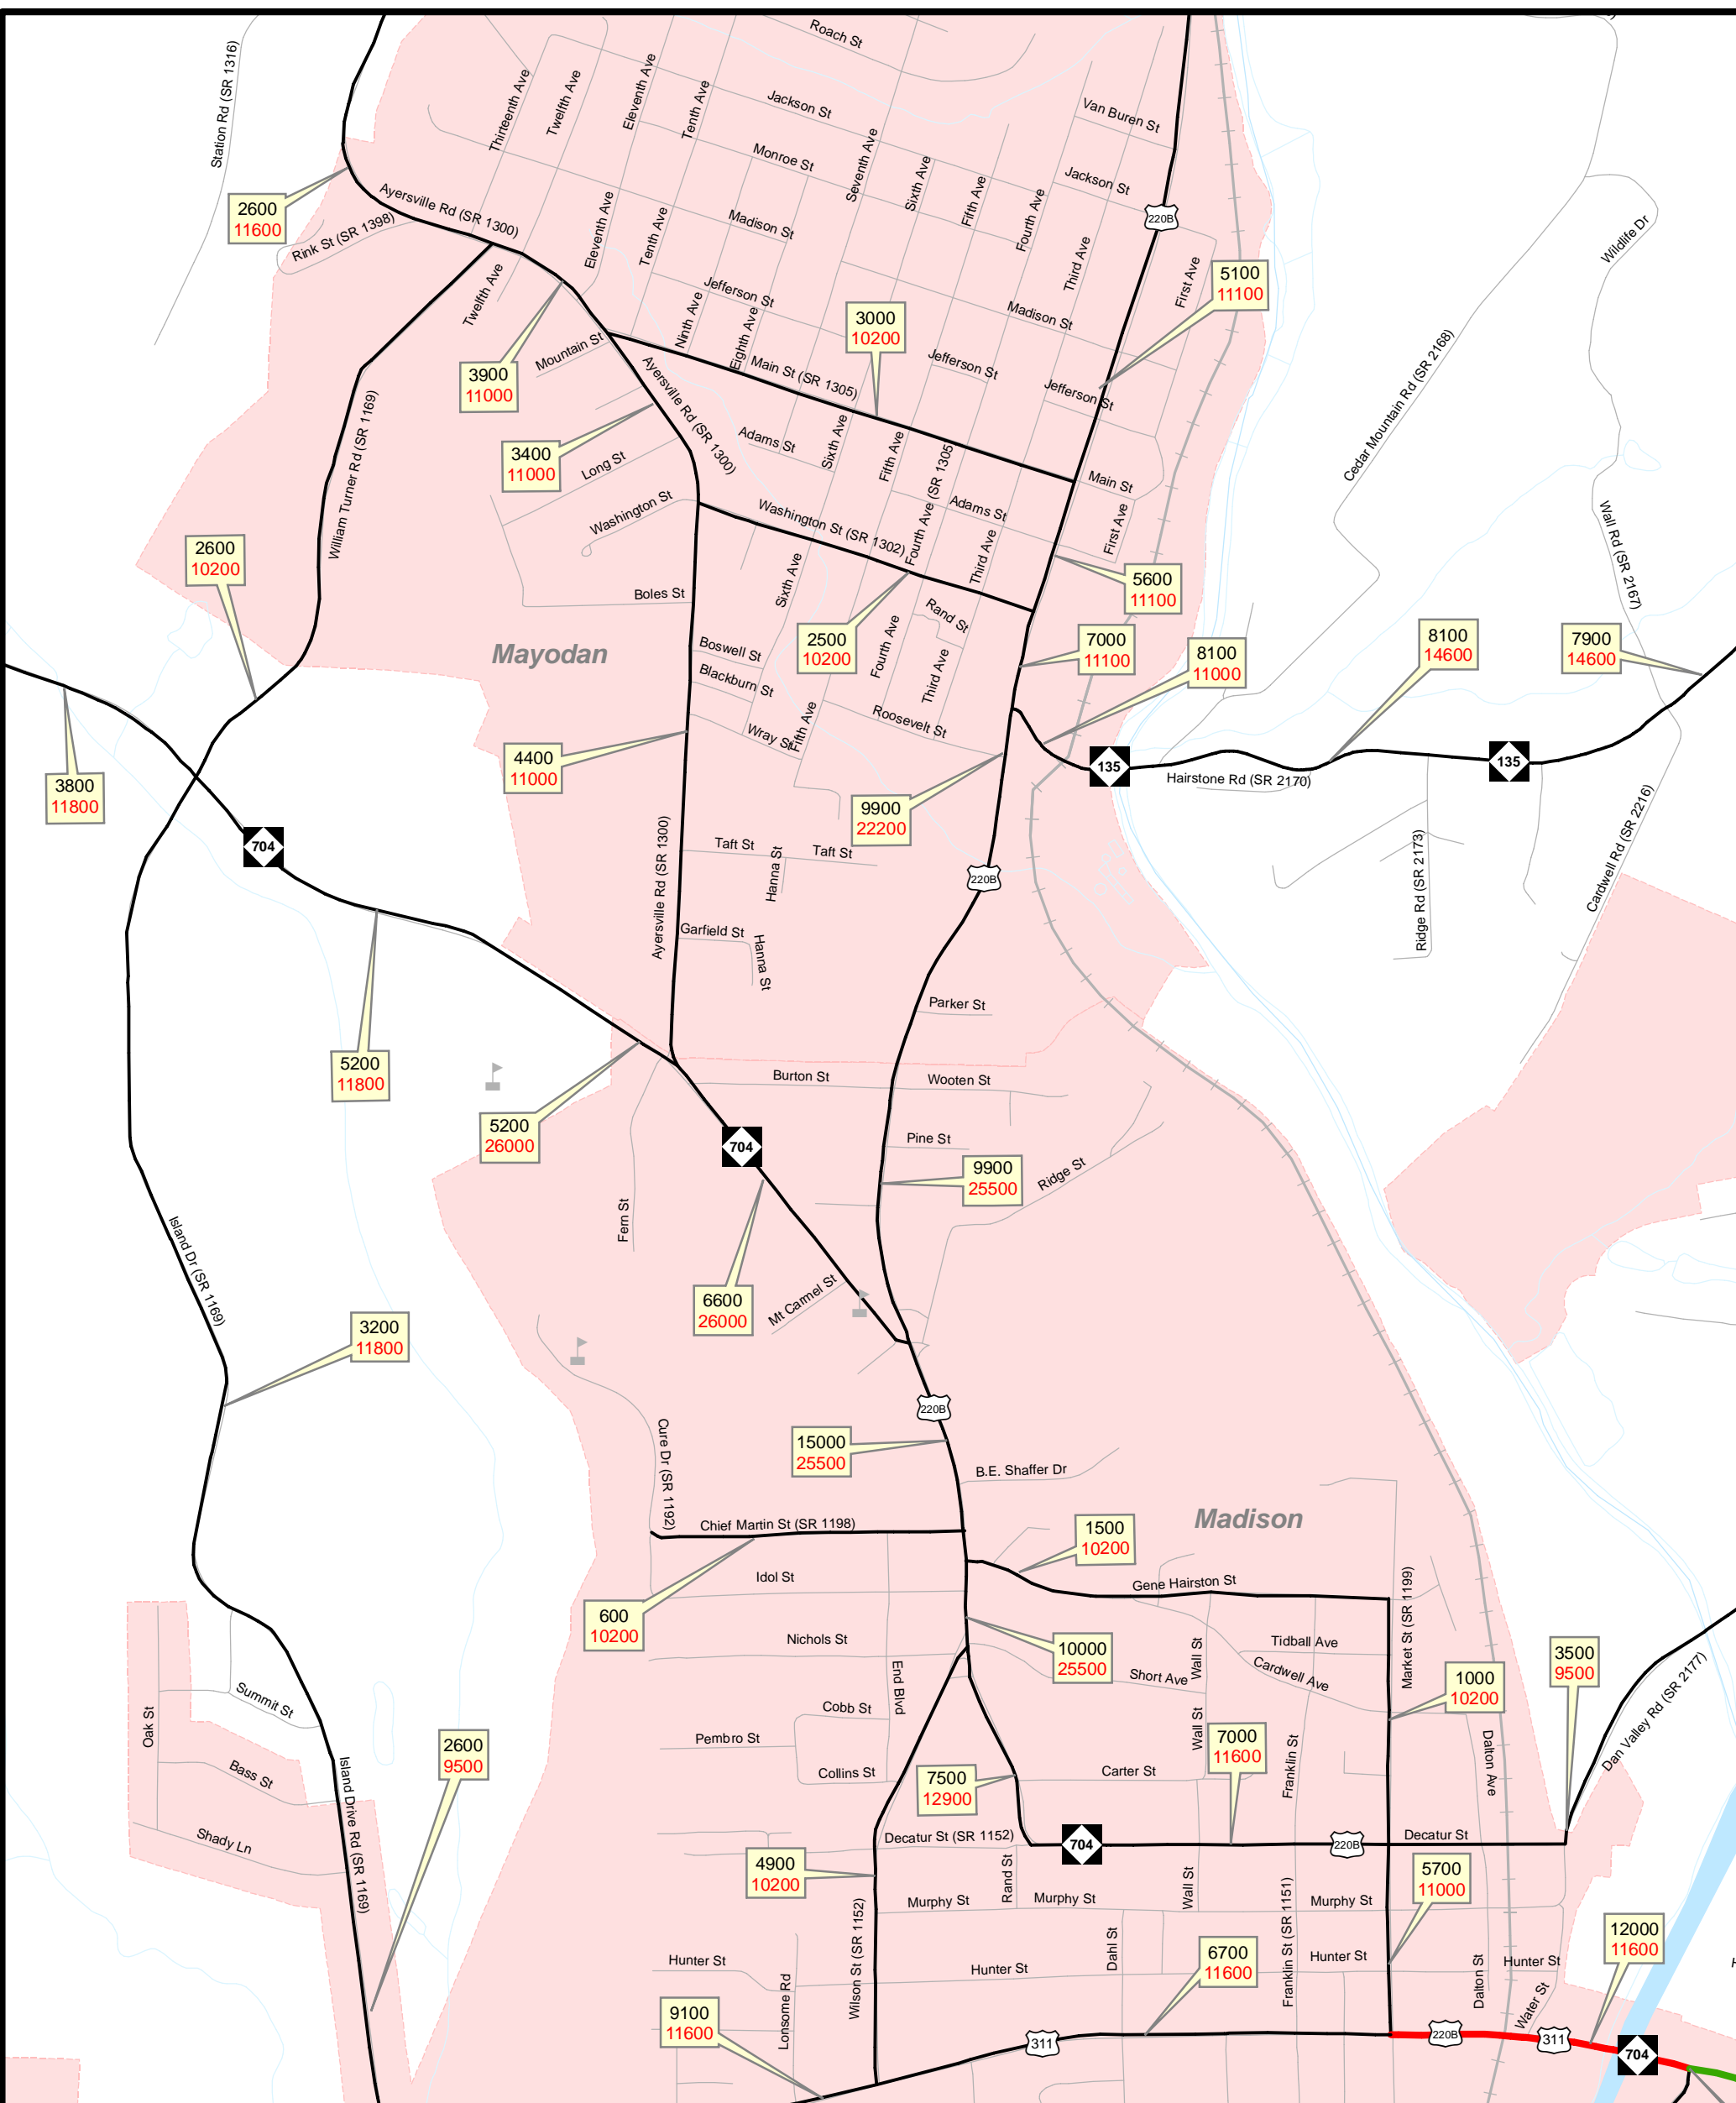 Roach St
Station Rd (SR 1316)
Thirteenth Ave
Twelfth Ave
Eleventh Ave
Tenth Ave
Jackson St
Van Buren St
Monroe St
Seventh Ave
Sixth Ave
Fifth Ave
Fourth Ave
Jackson St
2600
11600
Ayersville Rd (SR 1300)
Rink St (SR 1398)
Eleventh Ave
Tenth Ave
Madison St
220B
Third Ave
First Ave
Wildlife Dr
5100
11100
Twelfth Ave
Jefferson St
Ninth Ave
Eighth Ave
3000
10200
Madison St
Mountain St
3900
11000
Ayersville Rd (SR 1300)
Main St (SR 1305)
Jefferson St
Jefferson St
Cedar Mountain Rd (SR 2168)
William Turner Rd (SR 1169)
3400
11000
Long St
Adams St
Sixth Ave
Fifth Ave
Fourth Ave (SR 1305
Main St
Washington St
Washington St (SR 1302)
Adams St
First Ave
Wall Rd (SR 2167)
2600
10200
Third Ave
Sixth Ave
5600
11100
Boles St
Rand St
Mayodan
Boswell St
2500
10200
Fourth Ave
Third Ave
7000
11100
8100
11000
8100
14600
7900
14600
Blackburn St
Fifth Ave
Wray St
Roosevelt St
3800
11800
4400
11000
135
135
Hairstone Rd (SR 2170)
9900
22200
704
Ayersville Rd (SR 1300)
Taft St
Hanna St
Taft St
220B
Ridge Rd (SR 2173)
Cardwell Rd (SR 2216)
Garfield St
Hanna St
Parker St
5200
11800
Burton St
Wooten St
5200
26000
704
Pine St
9900
25500
Ridge St
Fern St
Island Dr (SR 1169)
6600
26000
Mt Carmel St
3200
11800
220B
15000
25500
Cure Dr (SR 1192)
B.E. Shaffer Dr
Madison
Chief Martin St (SR 1198)
1500
10200
Idol St
Gene Hairston St
Market St (SR 1199)
600
10200
Nichols St
10000
25500
Wall St
Tidball Ave
3500
9500
Short Ave
Cardwell Ave
End Blvd
1000
10200
Dan Valley Rd (SR 2177)
Oak St
Summit St
Cobb St
Pembro St
Wall St
7000
11600
Franklin St
Dalton Ave
2600
9500
Bass St
Island Drive Rd (SR 1169)
Collins St
7500
12900
Carter St
Shady Ln
Decatur St (SR 1152)
704
220B
Decatur St
4900
10200
Rand St
Wall St
5700
11000
Murphy St
Murphy St
Murphy St
Wilson St (SR 1152)
Franklin St (SR 1151)
12000
11600
Hunter St
Hunter St
Dahl St
6700
11600
Hunter St
Dalton St
Hunter St
Water St
Lonsome Rd
9100
11600
311
220B
311
704